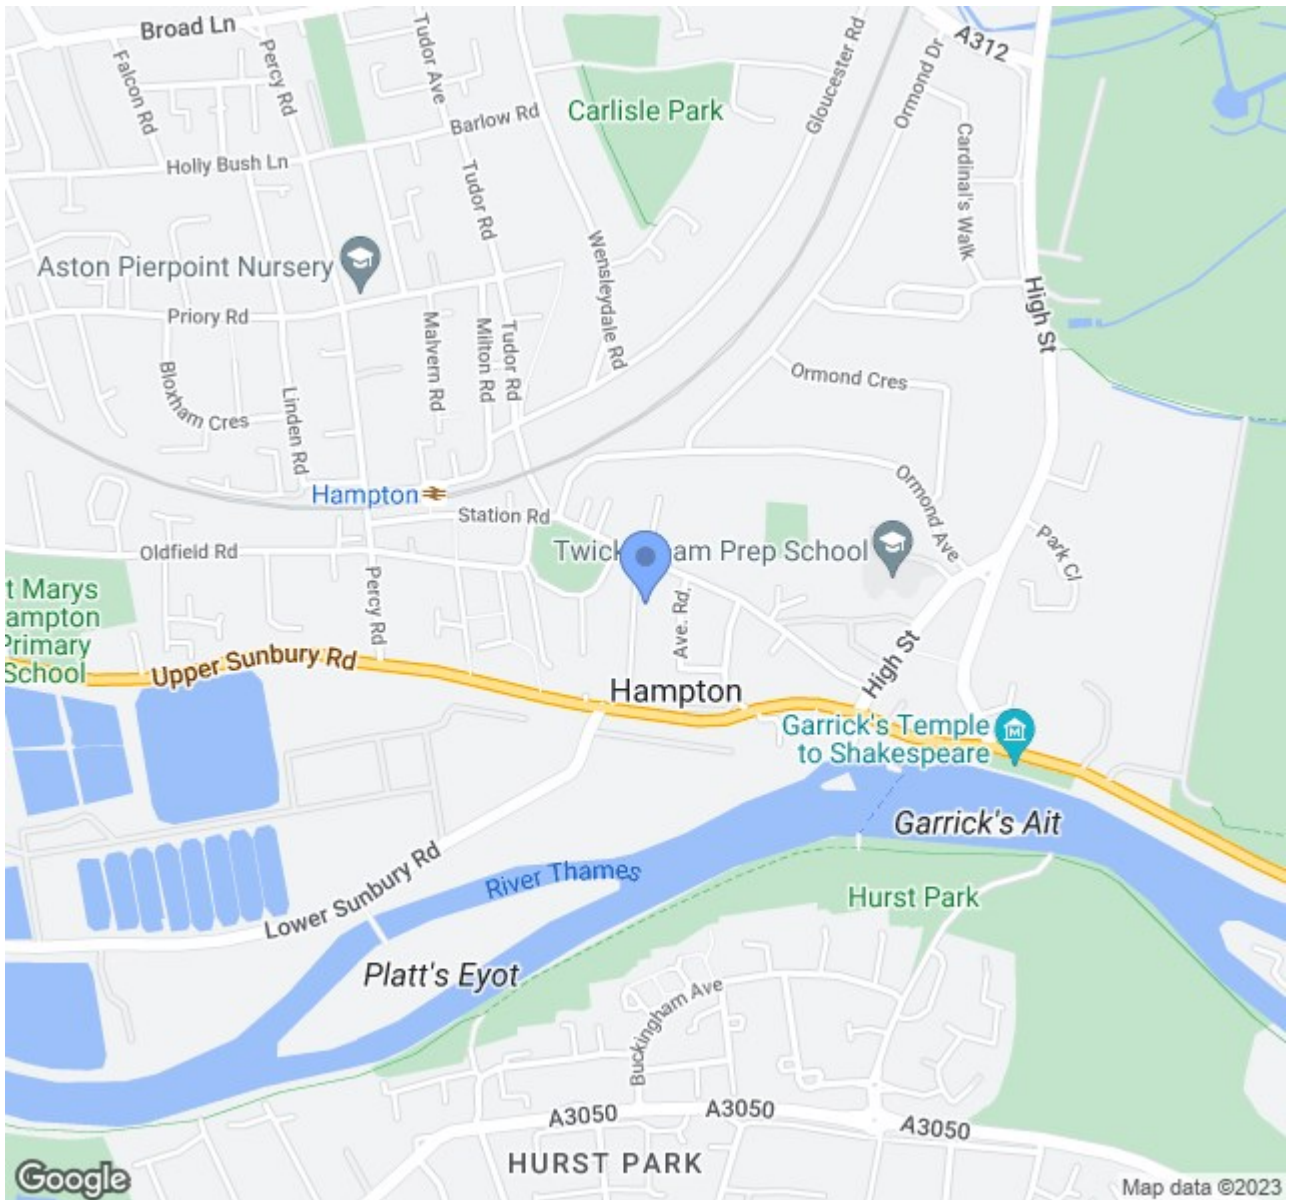 Broad Ln
A312
Falcon Rd
Percy Rd
Tudor Ave
Gloucester Rd
Ormond Dr
Barlow Rd
Carlisle Park
Holly Bush Ln
Tudor Rd
Cardinal's Walk
Aston Pierpoint Nursery
Wensleydale Rd
High St
Priory Rd
Malvern Rd
Milton Rd
Tudor Rd
Bloxham Cres
Linden Rd
Ormond Cres
Hampton
Station Rd
Ormond Ave
Oldfield Rd
Twick am Prep School
Park Cl
t Marys
ampton
Primary
School
Percy Rd
Ave. Rd.
Upper Sunbury Rd
High St
Hampton
Garrick's Temple
to Shakespeare
Garrick's Ait
River Thames
Lower Sunbury Rd
Hurst Park
Platt's Eyot
Buckingham Ave
A3050
A3050
A3050
HURST PARK
Google
Map data ©2023